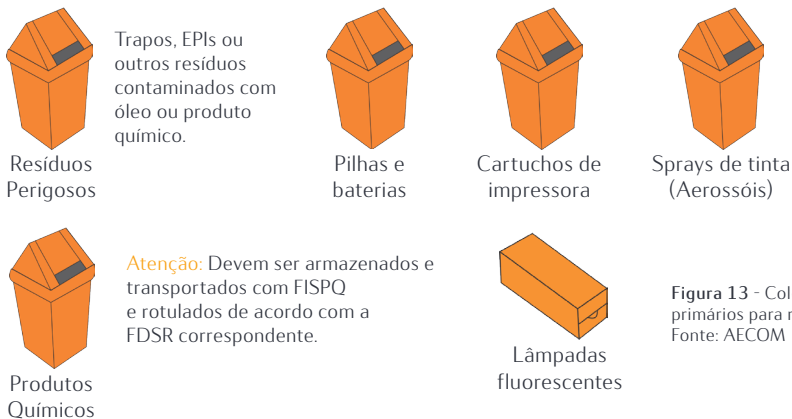 Trapos, EPIs ou
outros resíduos
contaminados com
óleo ou produto
químico.
Resíduos
Perigosos
Pilhas e
baterias
Cartuchos de
impressora
Sprays de tinta
(Aerossóis)
Atenção: Devem ser armazenados e
transportados com FISPQ
e rotulados de acordo com a
FDSR correspondente.
Produtos
Químicos
Lâmpadas
fluorescentes
Figura 13 - Col
primários para
Fonte: AECOM